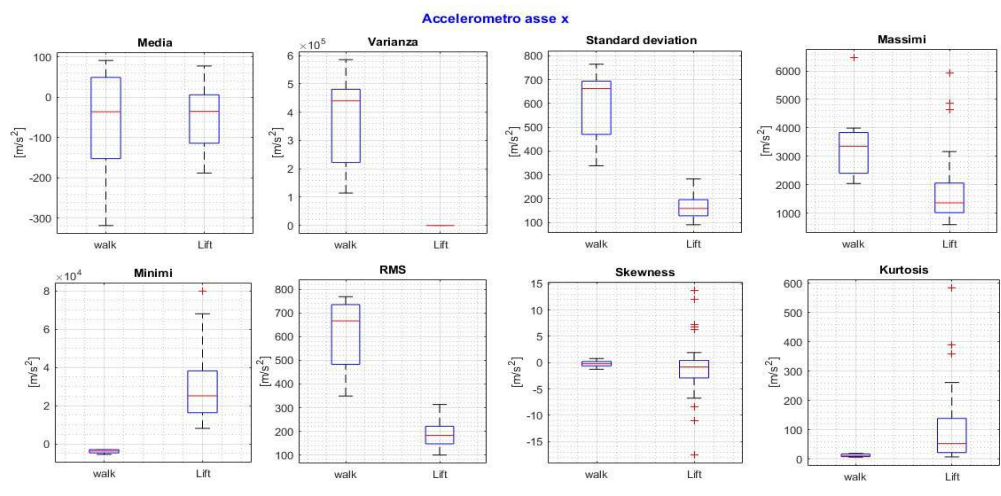 Accelerometro asse x
Media
100
0
-100
-200
-300
[m/s²]
walk
Lift
Varianza
×10⁵
6
5
4
3
2
1
0
[m/s²]
walk
Lift
Standard deviation
800
700
600
500
400
300
200
100
[m/s²]
walk
Lift
Massimi
6000
5000
4000
3000
2000
1000
[m/s²]
walk
Lift
Minimi
×10⁴
8
6
4
2
0
[m/s²]
walk
Lift
RMS
800
700
600
500
400
300
200
100
[m/s²]
walk
Lift
Skewness
15
10
5
0
-5
-10
-15
[m/s²]
walk
Lift
Kurtosis
600
500
400
300
200
100
0
[m/s²]
walk
Lift